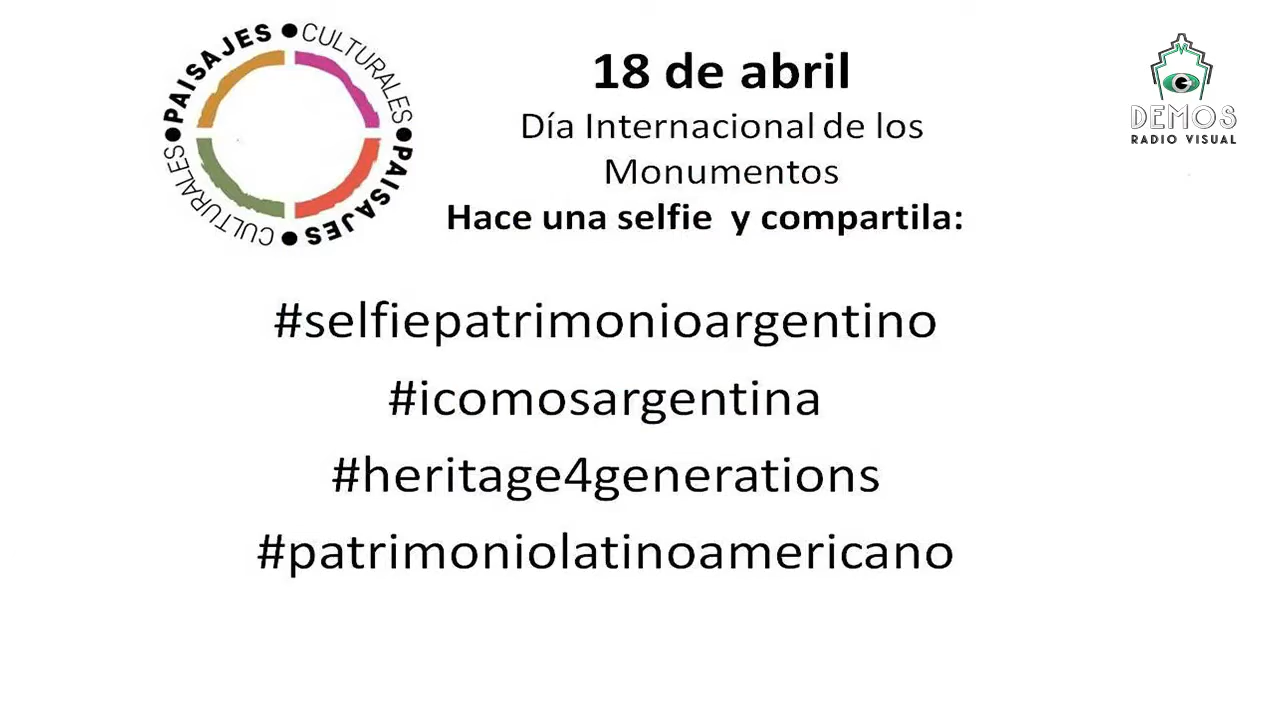 PAISAJES CULTURALES
PAISAJES CULTURALES
18 de abril
Día Internacional de los
Monumentos
Hace una selfie y compartila:
#selfiepatrimonioargentino
#icomosargentina
#heritage4generations
#patrimoniolatinoamericano
DEMOS
RADIO VISUAL